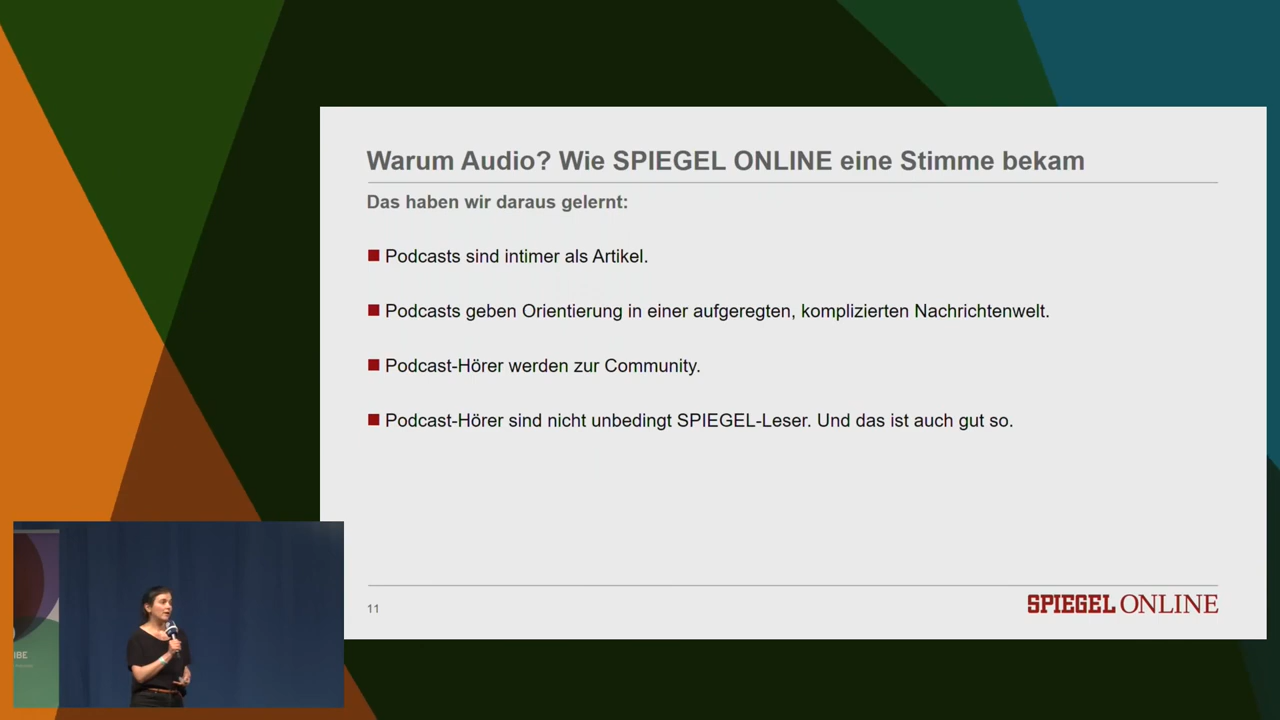 Warum Audio? Wie SPIEGEL ONLINE eine Stimme bekam
Das haben wir daraus gelernt:
Podcasts sind intimer als Artikel.
Podcasts geben Orientierung in einer aufgeregten, komplizierten Nachrichtenwelt.
Podcast-Hörer werden zur Community.
Podcast-Hörer sind nicht unbedingt SPIEGEL-Leser. Und das ist auch gut so.
11
SPIEGEL ONLINE
IBE